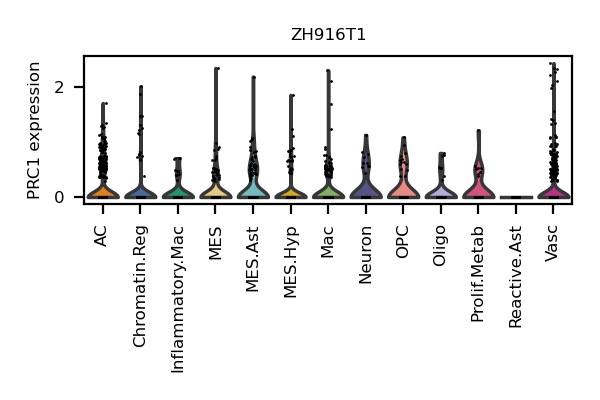 ZH916T1
PRC1 expression
2
0
AC
Chromatin.Reg
Inflammatory.Mac
MES
MES.Ast
MES.Hyp
Mac
Neuron
OPC
Oligo
Prolif.Metab
Reactive.Ast
Vasc